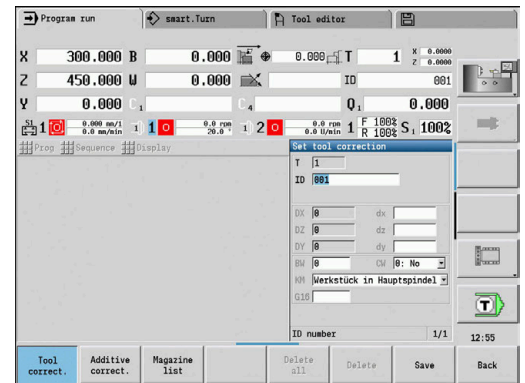 Program run smart.Turn Tool editor
X 300.000 B 0.000 0.000 T 1 X 0.0000
Z 0.0000
Z 450.000 U 0.000 ID 001
Y 0.000 C 1 C 4 Q 1 0.000
S1 1 0.000 mm/1 1) 1 0.0 rpm 1) 2 0.0 rpm 1 F 100% S 1 100%
0.0 mm/min 20.0 ° 0.0 U/min R 100%
Prog Sequence Display
Set tool correction
T 1
ID 001
DX 0 dx
DZ 0 dz
DY 0 dy
BW 0 CW 0: No
KM Werkstück in Hauptspindel
G16
ID number 1/1
T
12:55
Tool correct. Additive correct. Magazine list Delete all Delete Save Back